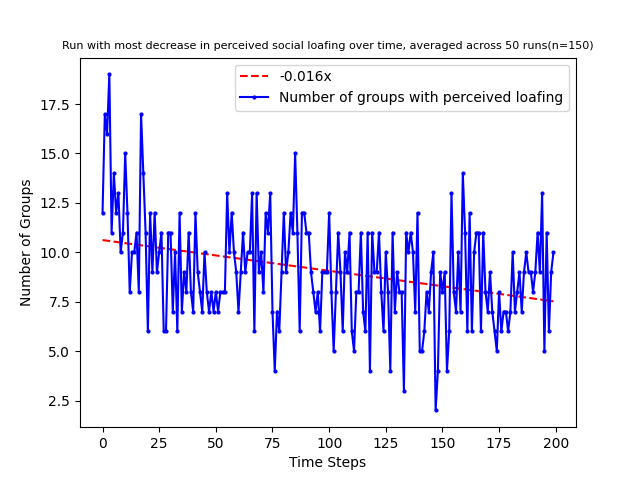 Run with most decrease in perceived social loafing over time, averaged across 50 runs(n=150)
-0.016x
Number of groups with perceived loafing
17.5
15.0
12.5
10.0
7.5
5.0
2.5
Number of Groups
0 25 50 75 100 125 150 175 200
Time Steps